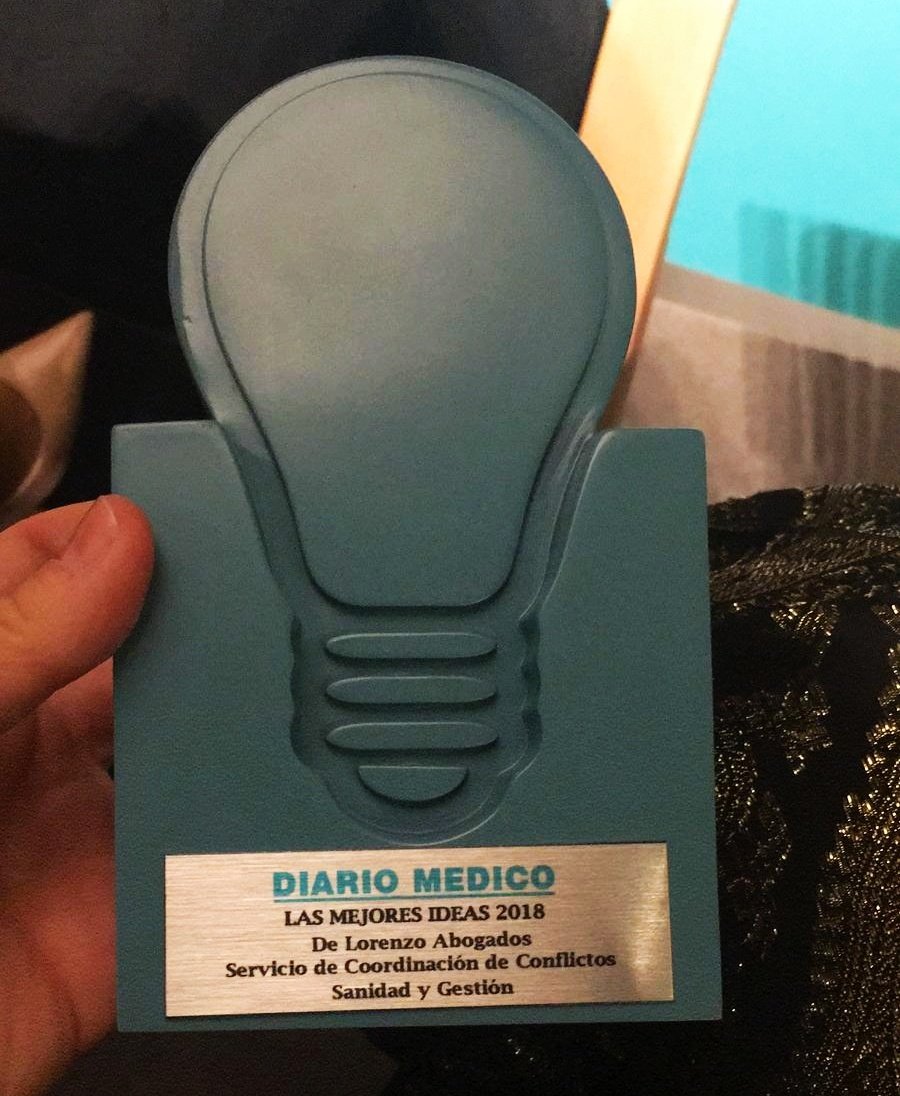 DIARIO MEDICO
LAS MEJORES IDEAS 2018
De Lorenzo Abogados
Servicio de Coordinación de Conflictos
Sanidad y Gestión